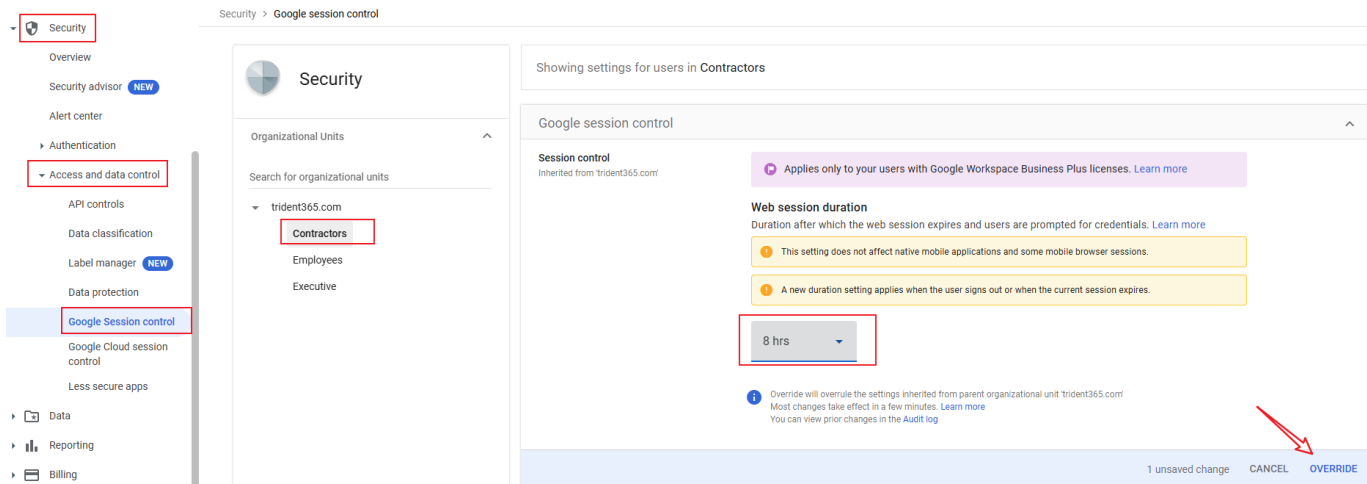 Security
Overview
Security advisor NEW
Alert center
Authentication
Access and data control
API controls
Data classification
Label manager NEW
Data protection
Google Session control
Google Cloud session
control
Less secure apps
Data
Reporting
Billing
Security > Google session control
Security
Organizational Units
Search for organizational units
trident365.com
Contractors
Employees
Executive
Showing settings for users in Contractors
Google session control
Session control
Inherited from 'trident365.com'
Applies only to your users with Google Workspace Business Plus licenses. Learn more
Web session duration
Duration after which the web session expires and users are prompted for credentials. Learn more
This setting does not affect native mobile applications and some mobile browser sessions.
A new duration setting applies when the user signs out or when the current session expires.
8 hrs
Override will overrule the settings inherited from parent organizational unit 'trident365.com'
Most changes take effect in a few minutes. Learn more
You can view prior changes in the Audit log
1 unsaved change CANCEL OVERRIDE